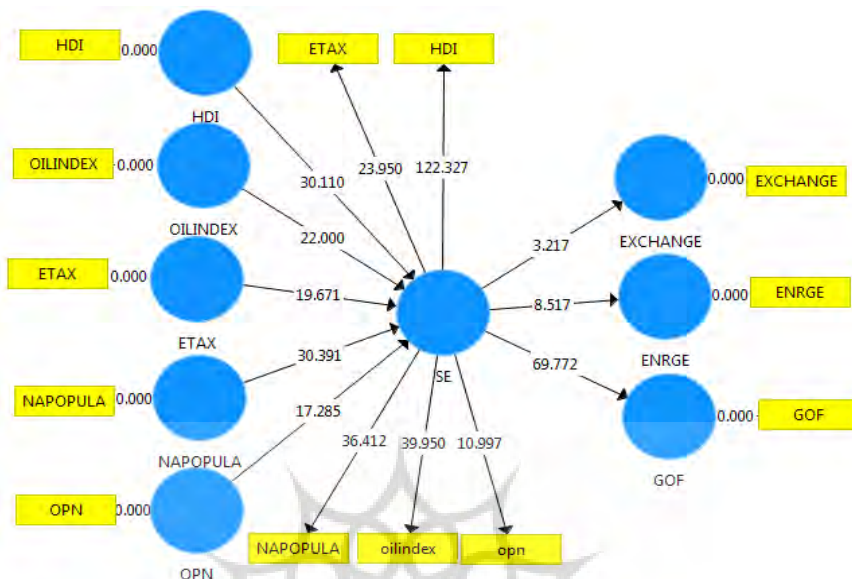 HDI
0.000
HDI
OILINDEX
0.000
OILINDEX
ETAX
0.000
ETAX
NAPOPULA
0.000
NAPOPULA
OPN
0.000
OPN
ETAX
HDI
23.950
122.327
30.110
22.000
19.671
30.391
17.285
SE
36.412
39.950
10.997
NAPOPULA
oilindex
opn
3.217
8.517
69.772
0.000
EXCHANGE
EXCHANGE
0.000
ENRGE
ENRGE
0.000
GOF
GOF